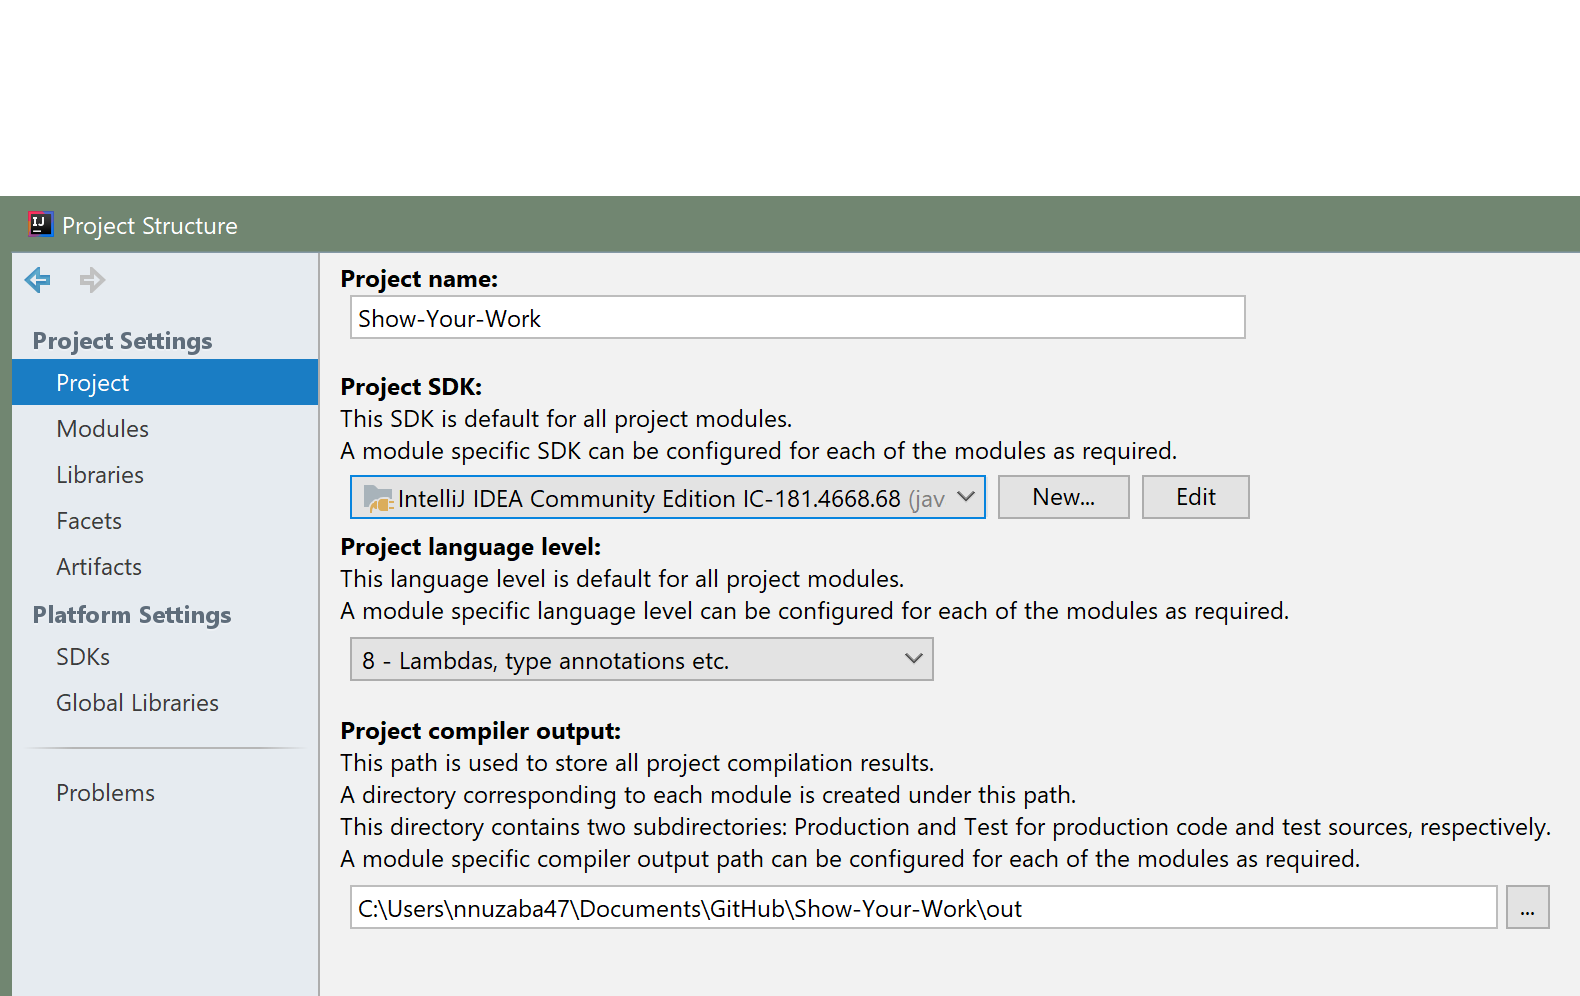 IJ
Project Structure
Project Settings
Project
Modules
Libraries
Facets
Artifacts
Platform Settings
SDKs
Global Libraries
Problems
Project name:
Show-Your-Work
Project SDK:
This SDK is default for all project modules.
A module specific SDK can be configured for each of the modules as required.
IntelliJ IDEA Community Edition IC-181.4668.68 (jav
New...
Edit
Project language level:
This language level is default for all project modules.
A module specific language level can be configured for each of the modules as required.
8 - Lambdas, type annotations etc.
Project compiler output:
This path is used to store all project compilation results.
A directory corresponding to each module is created under this path.
This directory contains two subdirectories: Production and Test for production code and test sources, respectively.
A module specific compiler output path can be configured for each of the modules as required.
C:\Users\nnuzaba47\Documents\GitHub\Show-Your-Work\out
...